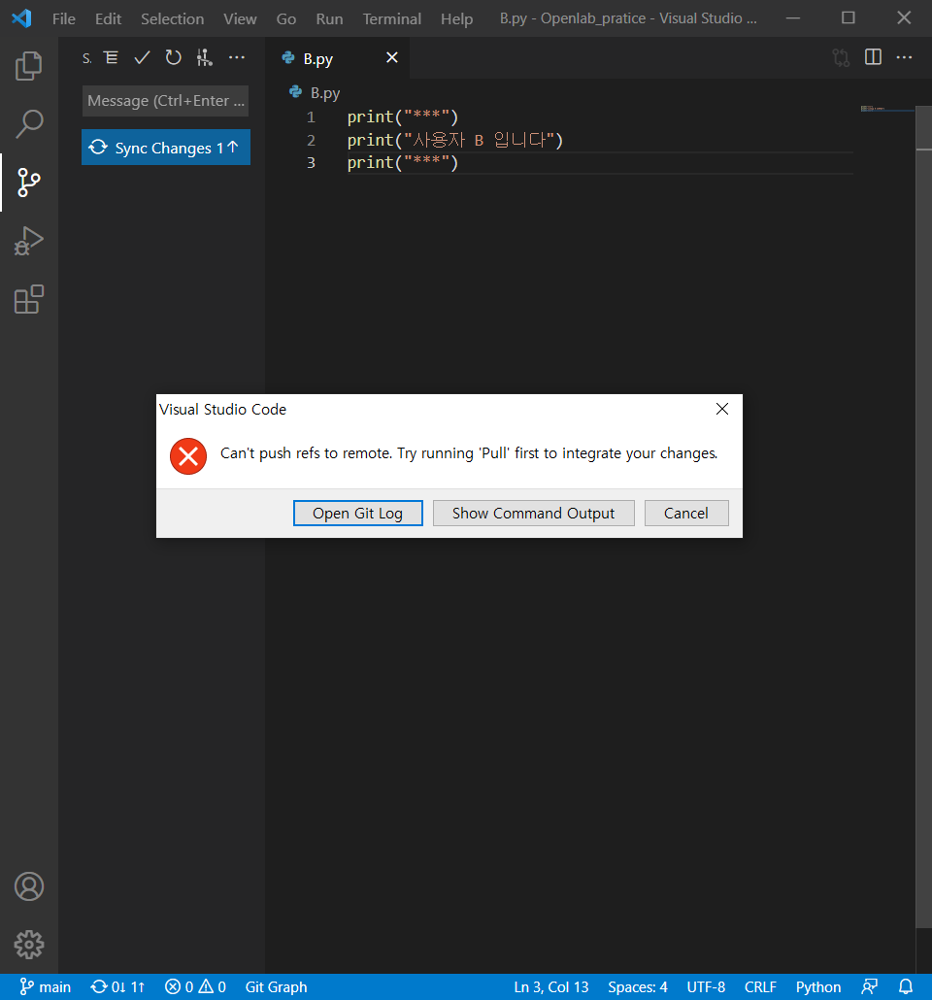 File Edit Selection View Go Run Terminal Help B.py - Openlab_pratice - Visual Studio ...
S.
B.py
Message (Ctrl+Enter ...
Sync Changes 1↑
B.py
1 print("***")
2 print("사용자 B 입니다")
3 print("***")
Visual Studio Code
Can't push refs to remote. Try running 'Pull' first to integrate your changes.
Open Git Log Show Command Output Cancel
main 0↓ 1↑ 0 0 Git Graph Ln 3, Col 13 Spaces: 4 UTF-8 CRLF Python